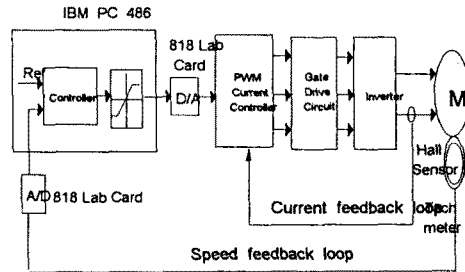 IBM PC 486
818 Lab
Card
Ref
Controller
D/A
PWM
Current
Controller
Gate
Drive
Circuit
Inverter
M
Hall
Sensor
A/D
818 Lab Card
Current feedback loop
Tach
meter
Speed feedback loop